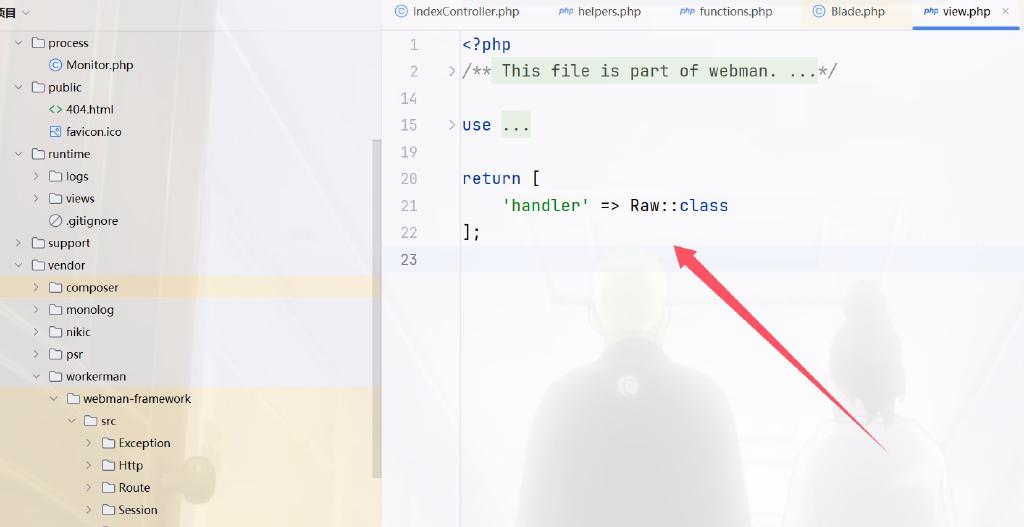 项目
process
Monitor.php
public
404.html
favicon.ico
runtime
logs
views
.gitignore
support
vendor
composer
monolog
nikic
psr
workerman
webman-framework
src
Exception
Http
Route
Session
IndexController.php php helpers.php php functions.php Blade.php php view.php
1 <?php
2 /** This file is part of webman. ...*/
14
15 use ...
19
20 return [
21 'handler' => Raw::class
22 ];
23